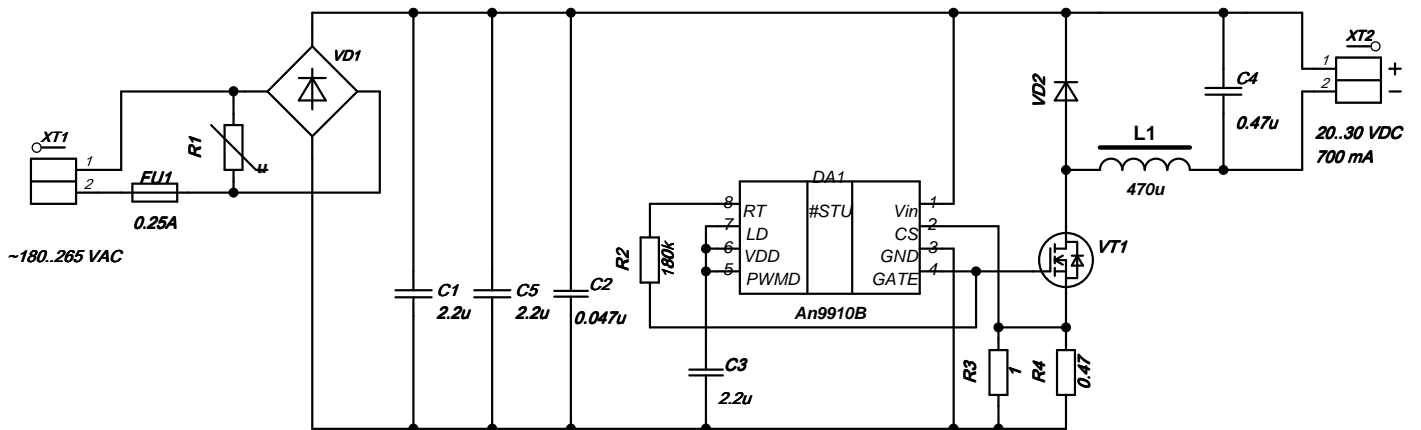 VD1
XT1
1
2
FU1
0.25A
~180..265 VAC
R1
u
C1
2.2u
C5
2.2u
C2
0.047u
R2
180k
C3
2.2u
DA1
#STU
8 RT
7 LD
6 VDD
5 PWMD
Vin 1
CS 2
GND 3
GATE 4
An9910B
VD2
L1
470u
VT1
R3
1
R4
0.47
C4
0.47u
XT2
1 +
2 −
20..30 VDC
700 mA